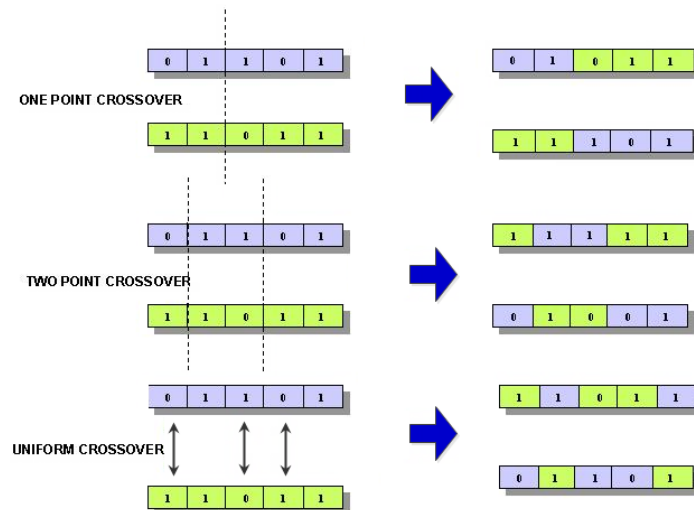 0 1 1 0 1 0 1 0 1 1
ONE POINT CROSSOVER
1 1 0 1 1 1 1 1 0 1
0 1 1 0 1 1 1 1 1 1
TWO POINT CROSSOVER
1 1 0 1 1 0 1 0 0 1
0 1 1 0 1 1 1 0 1 1
UNIFORM CROSSOVER
1 1 0 1 1 0 1 1 0 1